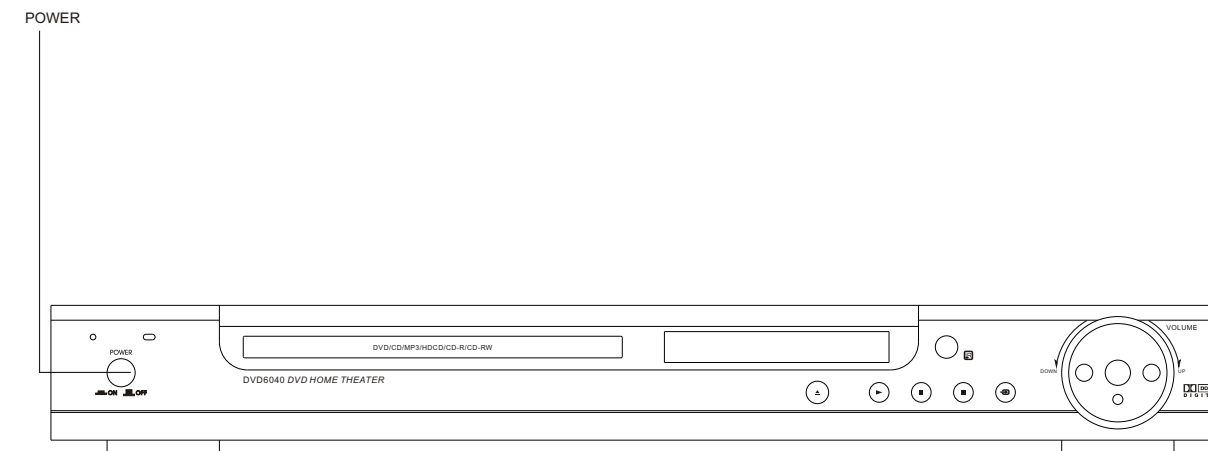 POWER
VOLUME
DVD/CD/MP3/HDCD/CD-R/CD-RW
POWER
DOWN
UP
DVD6040 DVD HOME THEATER
ON OFF